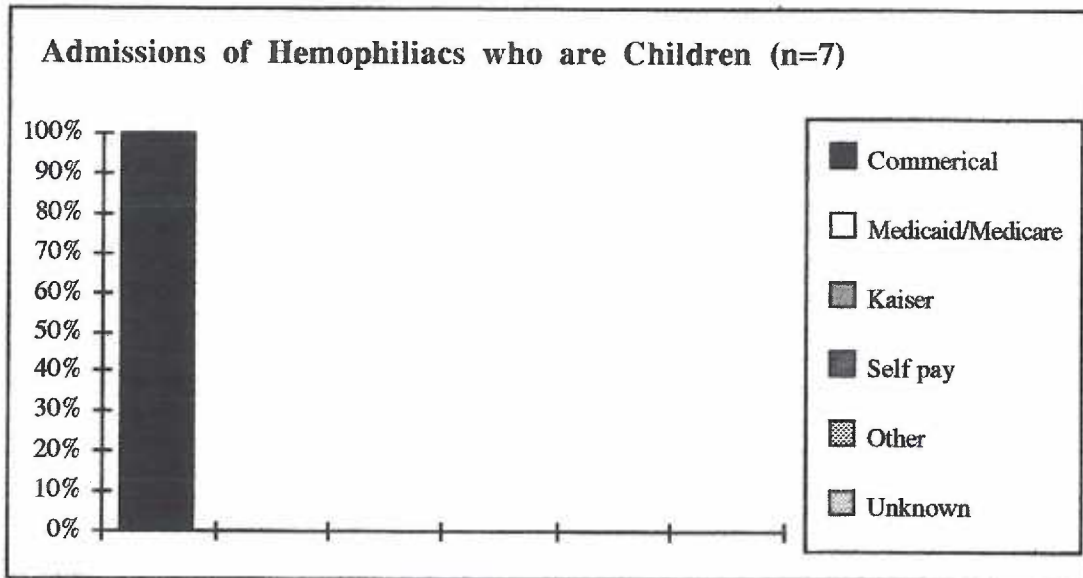 Admissions of Hemophiliacs who are Children (n=7)
100%
90%
80%
70%
60%
50%
40%
30%
20%
10%
0%
Commerical
Medicaid/Medicare
Kaiser
Self pay
Other
Unknown